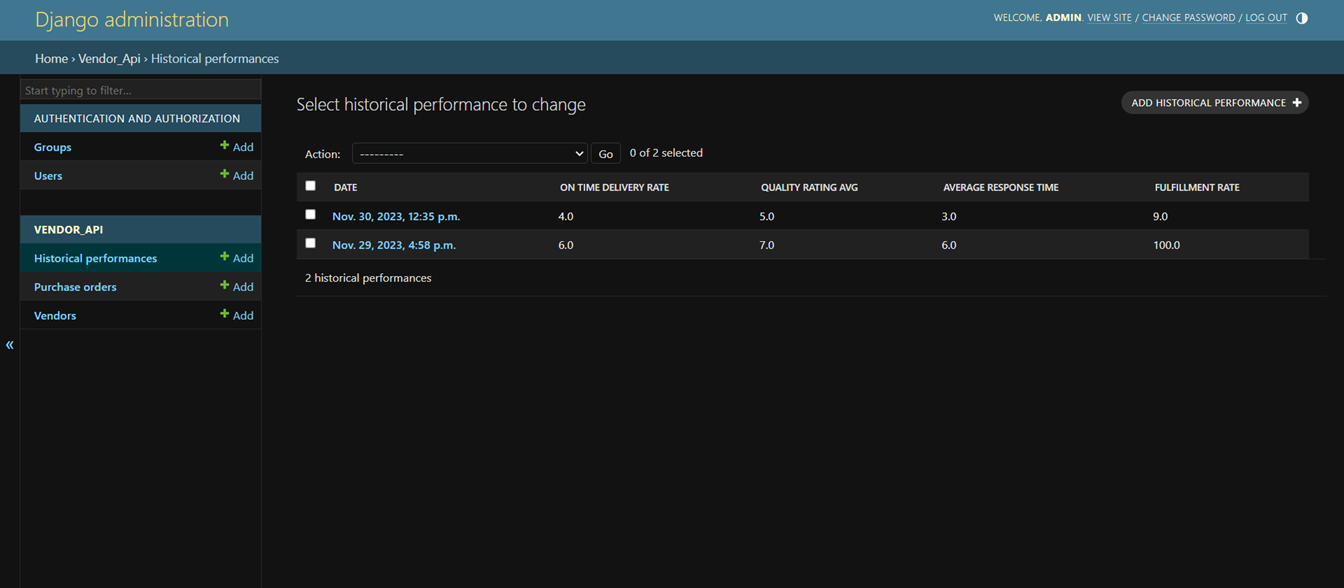 Django administration
WELCOME, ADMIN. VIEW SITE / CHANGE PASSWORD / LOG OUT
Home › Vendor_Api › Historical performances
Start typing to filter...
AUTHENTICATION AND AUTHORIZATION
Groups + Add
Users + Add
VENDOR_API
Historical performances + Add
Purchase orders + Add
Vendors + Add
«
Select historical performance to change
ADD HISTORICAL PERFORMANCE +
Action: --------- Go 0 of 2 selected
DATE ON TIME DELIVERY RATE QUALITY RATING AVG AVERAGE RESPONSE TIME FULFILLMENT RATE
Nov. 30, 2023, 12:35 p.m. 4.0 5.0 3.0 9.0
Nov. 29, 2023, 4:58 p.m. 6.0 7.0 6.0 100.0
2 historical performances